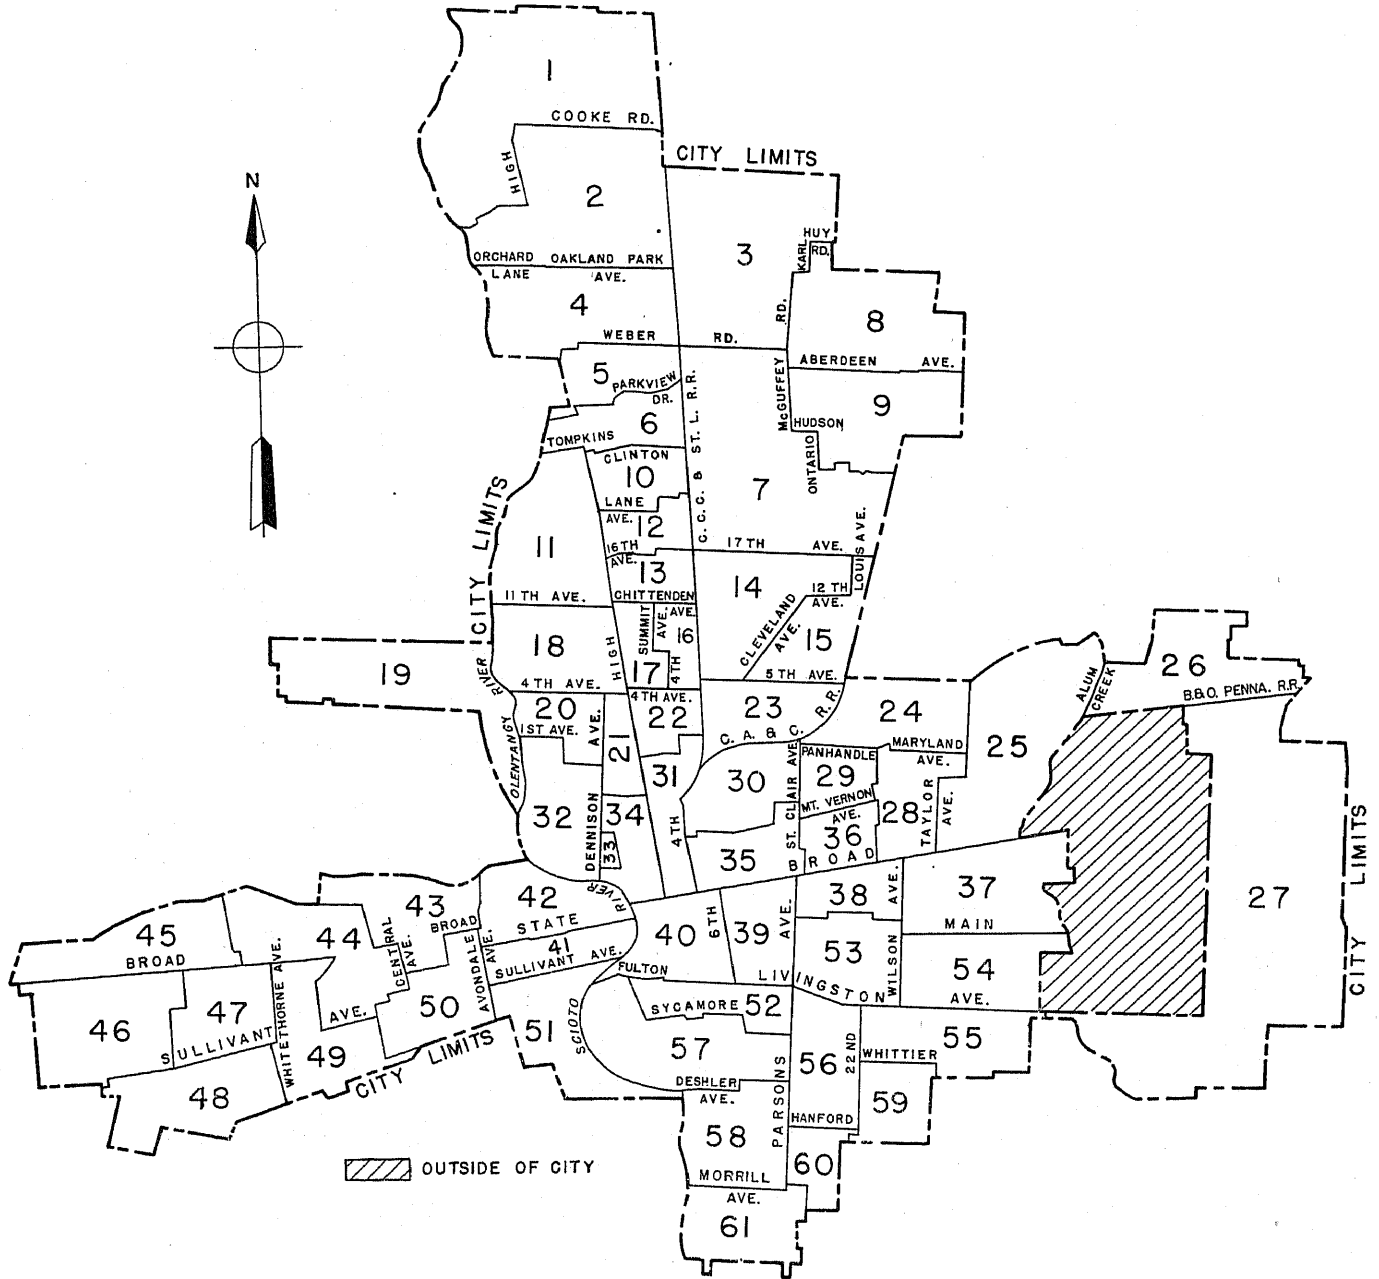 1
COOKE RD.
CITY LIMITS
HIGH
N
2
HUY
RD.
KARL
3
ORCHARD OAKLAND PARK
LANE AVE.
4
RD.
8
WEBER RD.
ABERDEEN AVE.
5
PARKVIEW
DR.
McGUFFEY
9
6
HUDSON
TOMPKINS
CLINTON
C.C.C. & ST. L. R.R.
10
ONTARIO
7
LANE
AVE.
12
CITY LIMITS
11
16TH
AVE.
17TH AVE.
LOUIS AVE.
13
14
12TH
AVE.
11TH AVE.
CHITTENDEN
AVE.
SUMMIT
AVE.
16
CLEVELAND
AVE.
15
18
HIGH
17
4TH
5TH AVE.
19
26
ALUM
CREEK
B.&O. PENNA. R.R.
4TH AVE.
4TH AVE.
OLENTANGY RIVER
20
1ST AVE.
AVE.
21
22
23
C. A. & C. R.R.
24
25
MARYLAND
AVE.
PANHANDLE
31
30
29
ST. CLAIR AVE
MT. VERNON
AVE.
28
TAYLOR
AVE.
32
DENNISON
34
33
4TH
35
36
BROAD
27
CITY LIMITS
42
RIVER
38
AVE.
37
43
BROAD
STATE
45
BROAD
44
CENTRAL
AVE.
41
SULLIVANT AVE.
40
6TH
39
AVE.
MAIN
53
WILSON
54
AVE.
FULTON
LIVINGSTON
AVONDALE
AVE.
WHITETHORNE AVE.
46
47
SULLIVANT AVE.
50
51
SCIOTO
SYCAMORE
52
49
CITY LIMITS
48
57
DESHLER
AVE.
PARSONS
56
22ND
WHITTIER
55
59
HANFORD
58
60
MORRILL
AVE.
61
OUTSIDE OF CITY